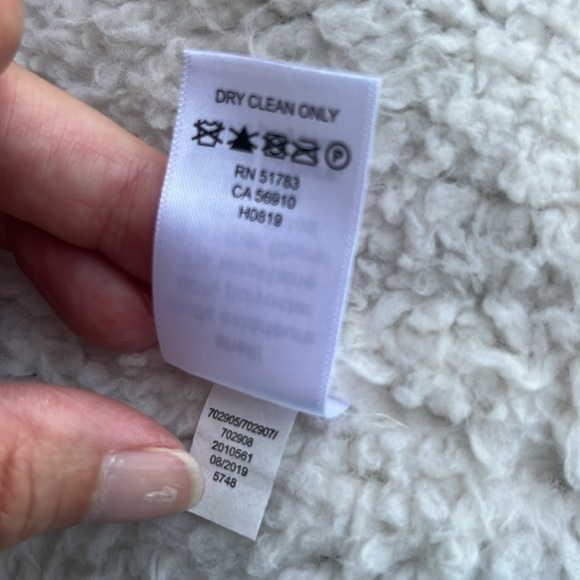 DRY CLEAN ONLY
P
RN 51783
CA 56910
H0819
702905/702907/
702908
2010561
08/2019
5748